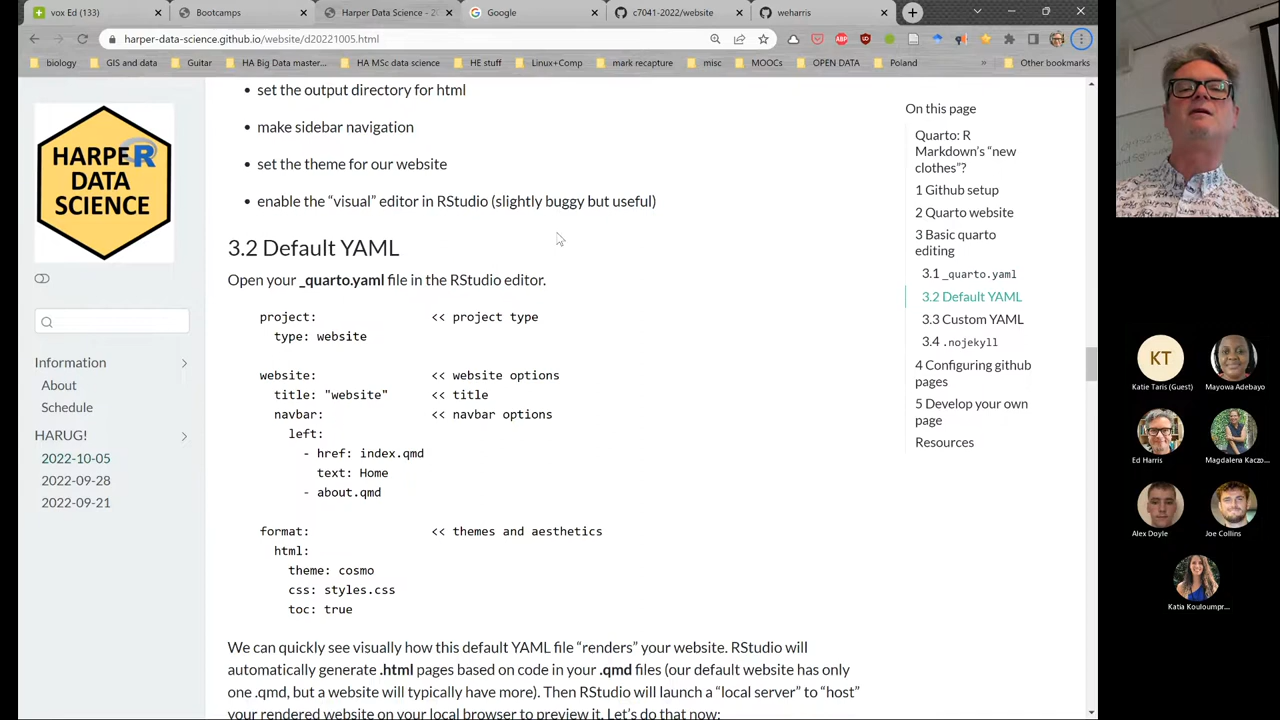 vox Ed (133)
Bootcamps
Harper Data Science - 20
Google
c7041-2022/website
weharris
harper-data-science.github.io/website/d20221005.html
biology
GIS and data
Guitar
HA Big Data master...
HA MSc data science
HE stuff
Linux+Comp
mark recapture
misc
MOOCs
OPEN DATA
Poland
»
Other bookmarks
HARPER
DATA
SCIENCE
Information
About
Schedule
HARUG!
2022-10-05
2022-09-28
2022-09-21
• set the output directory for html
• make sidebar navigation
• set the theme for our website
• enable the “visual” editor in RStudio (slightly buggy but useful)
3.2 Default YAML
Open your _quarto.yaml file in the RStudio editor.
project: << project type
type: website
website: << website options
title: "website" << title
navbar: << navbar options
left:
- href: index.qmd
text: Home
- about.qmd
format: << themes and aesthetics
html:
theme: cosmo
css: styles.css
toc: true
We can quickly see visually how this default YAML file “renders” your website. RStudio will
automatically generate .html pages based on code in your .qmd files (our default website has only
one .qmd, but a website will typically have more). Then RStudio will launch a “local server” to “host”
your rendered website on your local browser to preview it. Let’s do that now:
On this page
Quarto: R
Markdown’s “new
clothes”?
1 Github setup
2 Quarto website
3 Basic quarto
editing
3.1 _quarto.yaml
3.2 Default YAML
3.3 Custom YAML
3.4 .nojekyll
4 Configuring github
pages
5 Develop your own
page
Resources
KT
Katie Taris (Guest)
Mayowa Adebayo
Ed Harris
Magdalena Kaczo...
Alex Doyle
Joe Collins
Katia Kouloumpr...